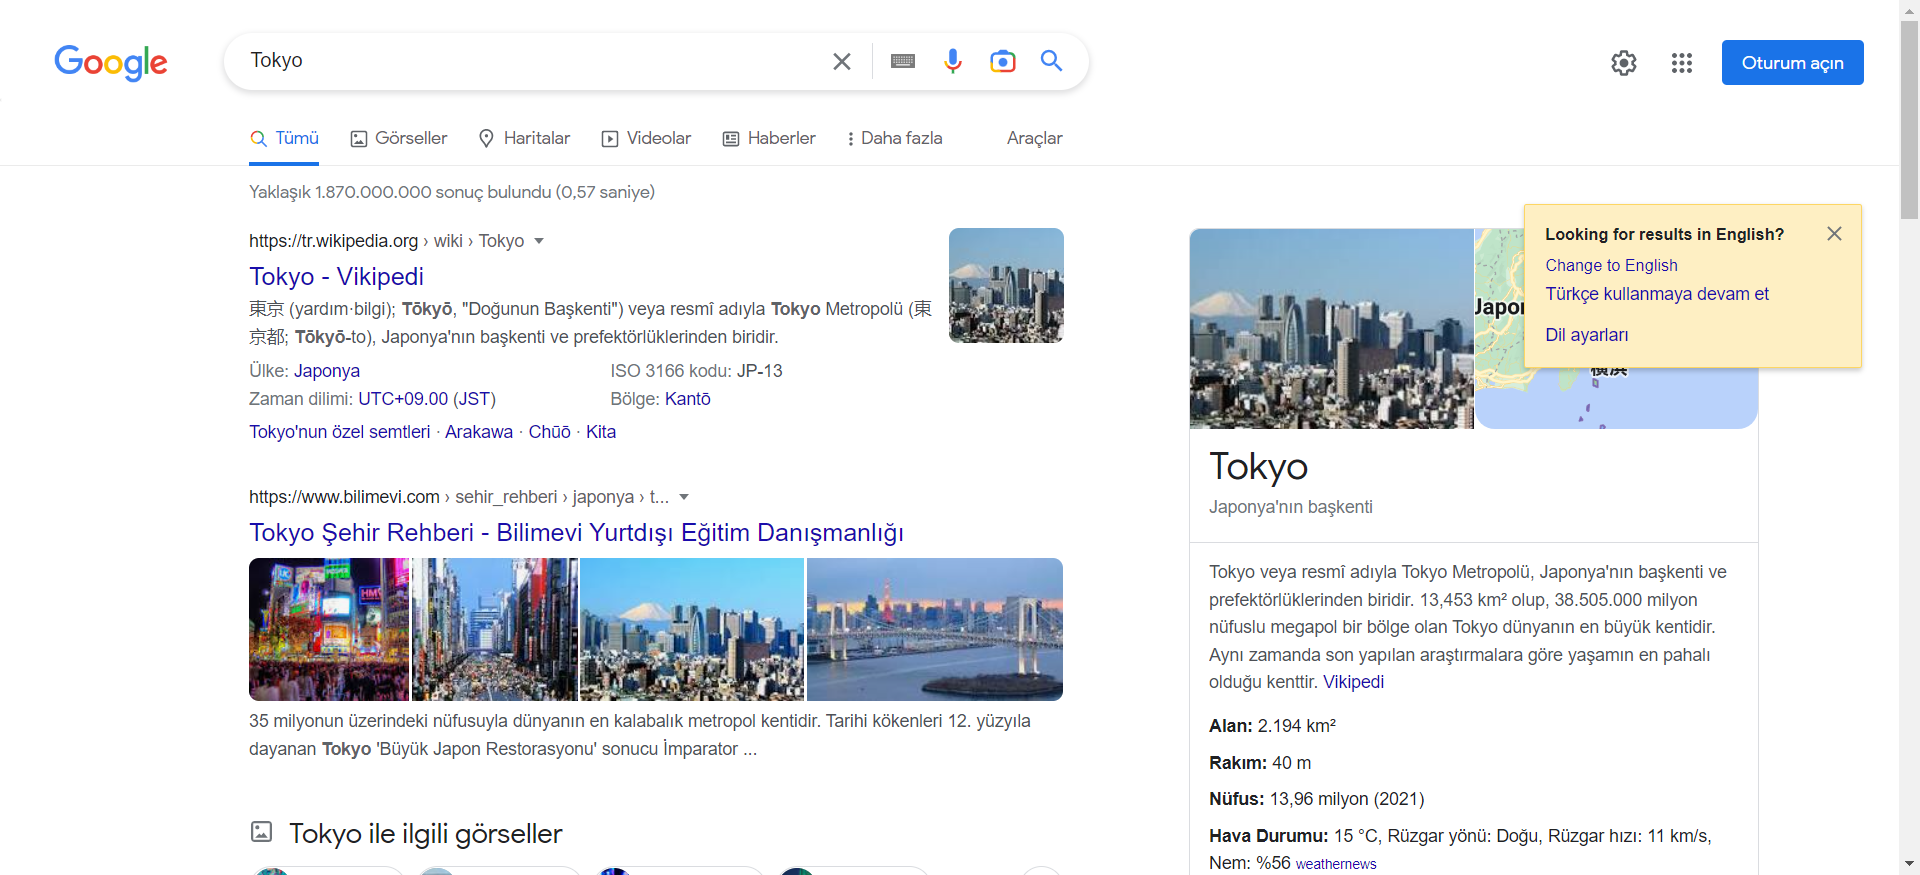 Google
Tokyo
Oturum açın
Tümü
Görseller
Haritalar
Videolar
Haberler
Daha fazla
Araçlar
Yaklaşık 1.870.000.000 sonuç bulundu (0,57 saniye)
https://tr.wikipedia.org › wiki › Tokyo
Tokyo - Vikipedi
東京 (yardım·bilgi); Tōkyō, "Doğunun Başkenti") veya resmî adıyla Tokyo Metropolü (東
京都; Tōkyō-to), Japonya'nın başkenti ve prefektörlüklerinden biridir.
Ülke: Japonya
ISO 3166 kodu: JP-13
Zaman dilimi: UTC+09.00 (JST)
Bölge: Kantō
Tokyo'nun özel semtleri · Arakawa · Chūō · Kita
https://www.bilimevi.com › sehir_rehberi › japonya › t...
Tokyo Şehir Rehberi - Bilimevi Yurtdışı Eğitim Danışmanlığı
35 milyonun üzerindeki nüfusuyla dünyanın en kalabalık metropol kentidir. Tarihi kökenleri 12. yüzyıla
dayanan Tokyo 'Büyük Japon Restorasyonu' sonucu İmparator ...
Tokyo ile ilgili görseller
Looking for results in English?
Change to English
Türkçe kullanmaya devam et
Dil ayarları
Tokyo
Japonya'nın başkenti
Tokyo veya resmî adıyla Tokyo Metropolü, Japonya'nın başkenti ve
prefektörlüklerinden biridir. 13,453 km² olup, 38.505.000 milyon
nüfuslu megapol bir bölge olan Tokyo dünyanın en büyük kentidir.
Aynı zamanda son yapılan araştırmalara göre yaşamın en pahalı
olduğu kenttir. Vikipedi
Alan: 2.194 km²
Rakım: 40 m
Nüfus: 13,96 milyon (2021)
Hava Durumu: 15 °C, Rüzgar yönü: Doğu, Rüzgar hızı: 11 km/s,
Nem: %56 weathernews